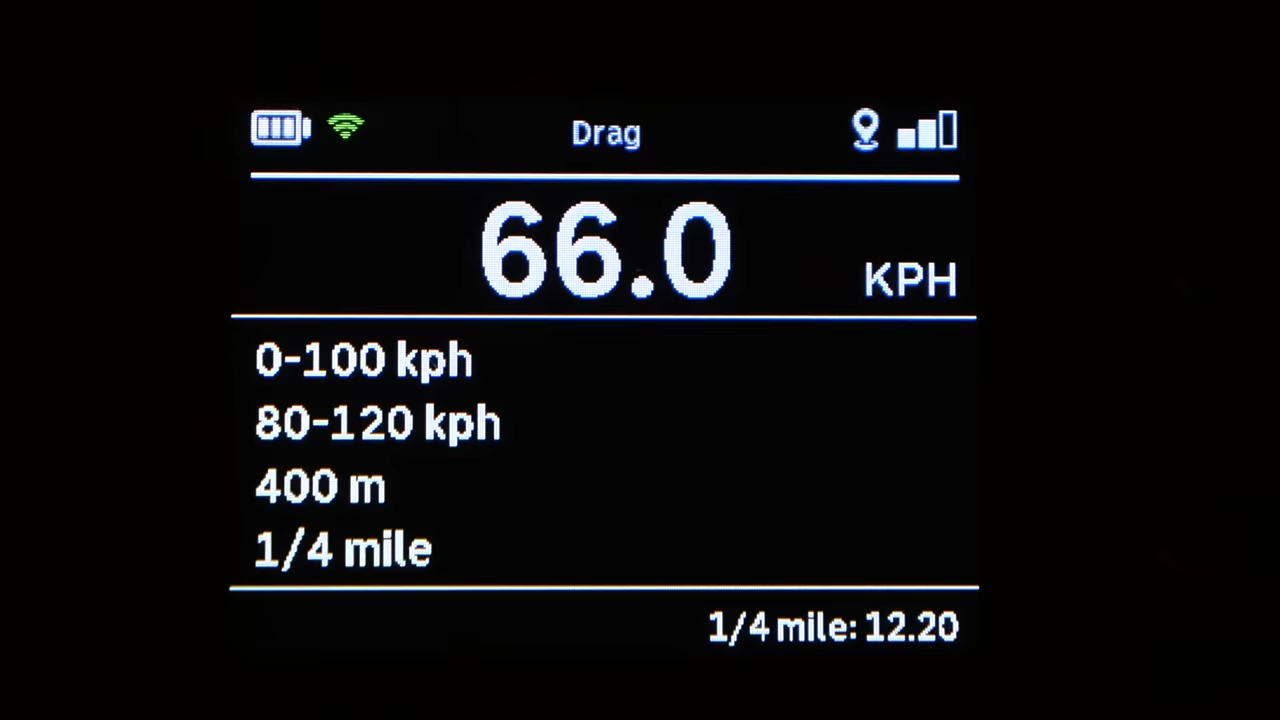 Drag
66.0 KPH
0-100 kph
80-120 kph
400 m
1/4 mile
1/4 mile: 12.20